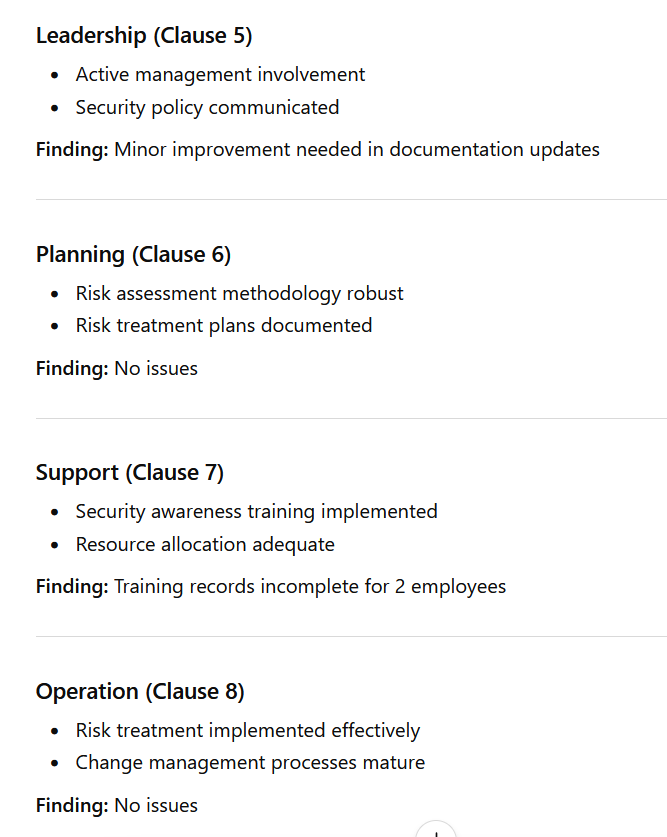 Leadership (Clause 5)
• Active management involvement
• Security policy communicated
Finding: Minor improvement needed in documentation updates
Planning (Clause 6)
• Risk assessment methodology robust
• Risk treatment plans documented
Finding: No issues
Support (Clause 7)
• Security awareness training implemented
• Resource allocation adequate
Finding: Training records incomplete for 2 employees
Operation (Clause 8)
• Risk treatment implemented effectively
• Change management processes mature
Finding: No issues